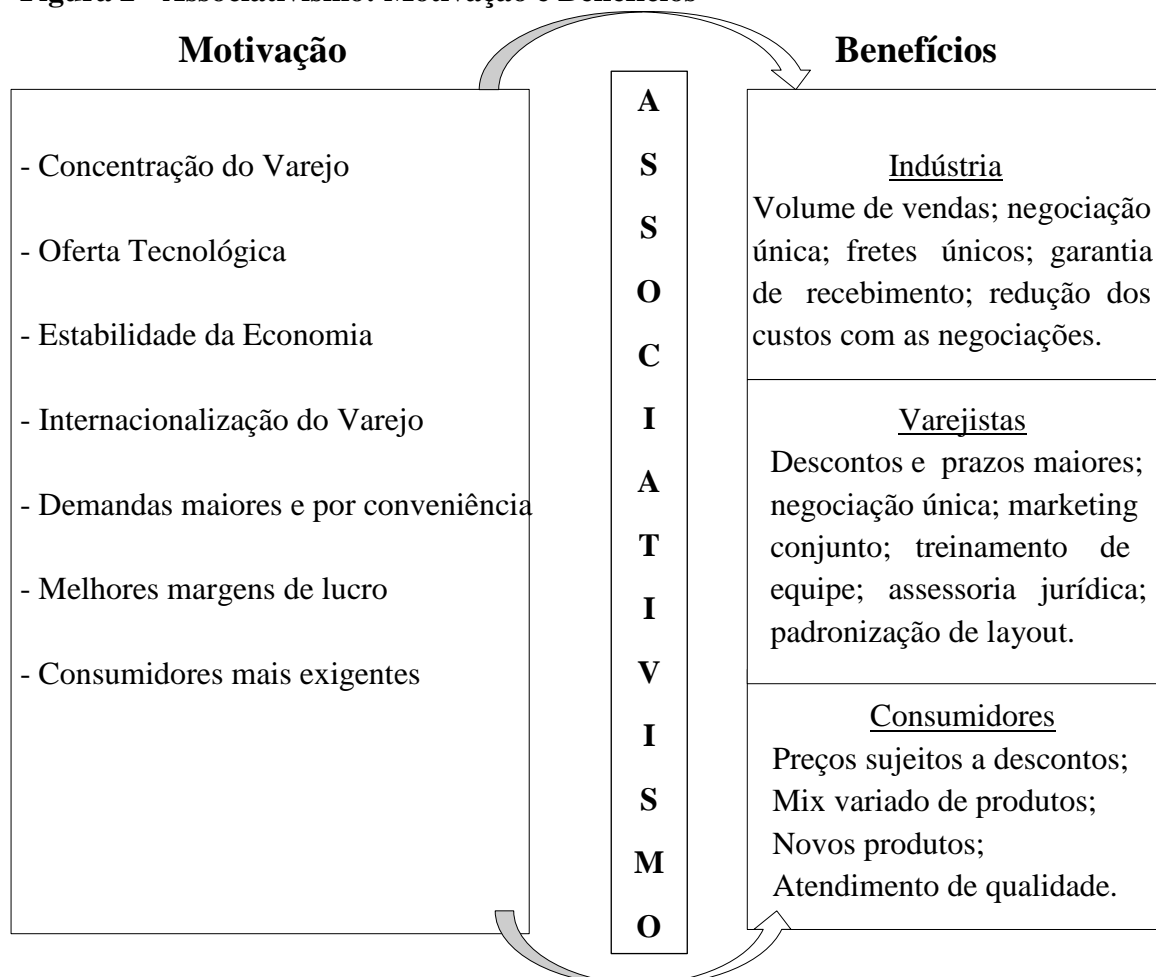 Motivação
Benefícios
- Concentração do Varejo
- Oferta Tecnológica
- Estabilidade da Economia
- Internacionalização do Varejo
- Demandas maiores e por conveniência
- Melhores margens de lucro
- Consumidores mais exigentes
A
S
S
O
C
I
A
T
I
V
I
S
M
O
Indústria
Volume de vendas; negociação
única; fretes únicos; garantia
de recebimento; redução dos
custos com as negociações.
Varejistas
Descontos e prazos maiores;
negociação única; marketing
conjunto; treinamento de
equipe; assessoria jurídica;
padronização de layout.
Consumidores
Preços sujeitos a descontos;
Mix variado de produtos;
Novos produtos;
Atendimento de qualidade.